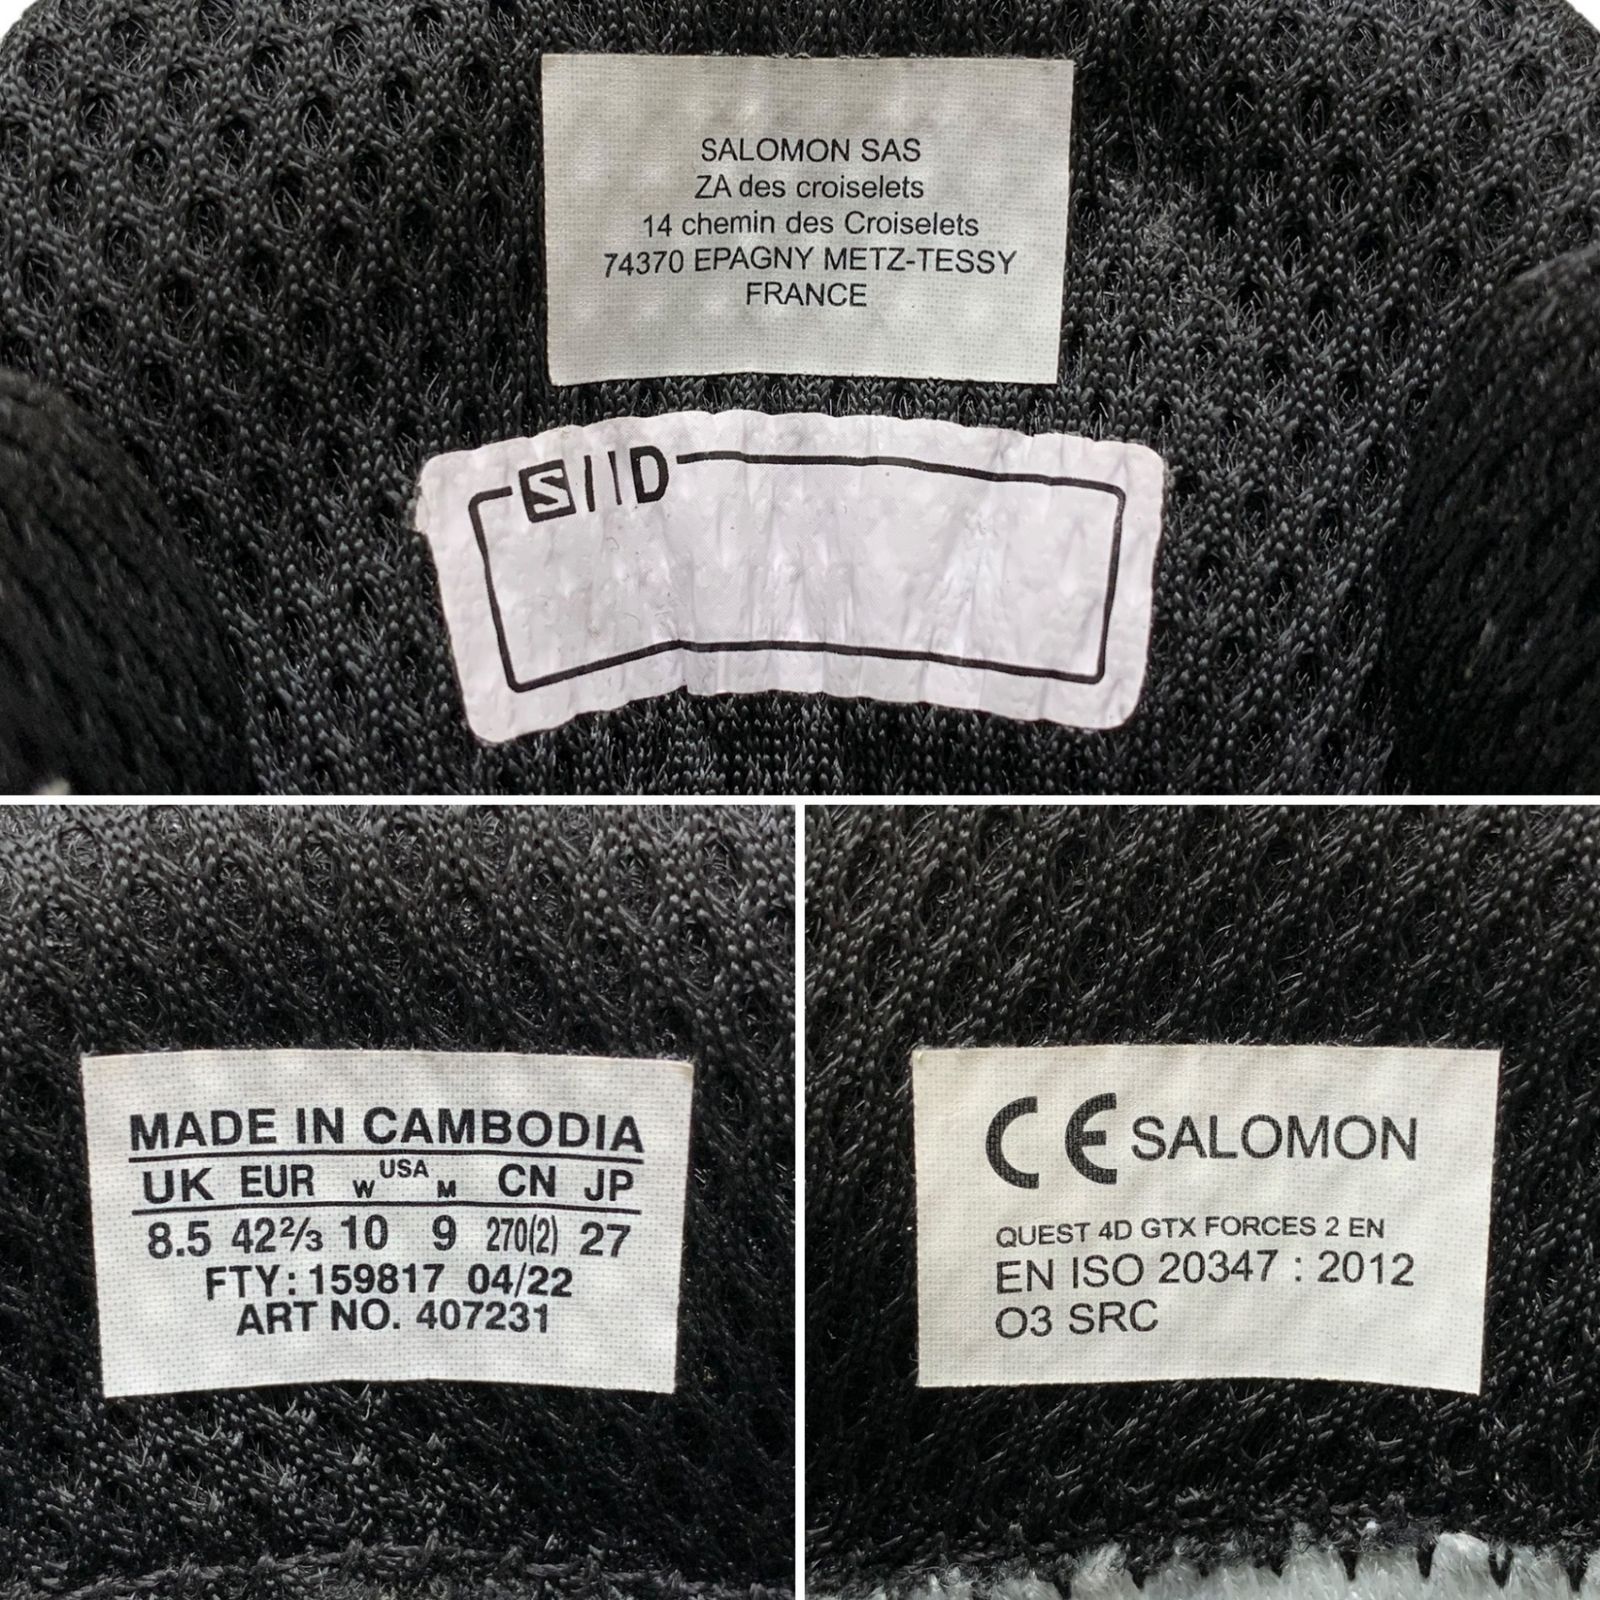 SALOMON SAS
ZA des croiselets
14 chemin des Croiselets
74370 EPAGNY METZ-TESSY
FRANCE
S/ID
MADE IN CAMBODIA
UK EUR W USA M CN JP
8.5 42⅔ 10 9 270(2) 27
FTY: 159817 04/22
ART NO. 407231
CE SALOMON
QUEST 4D GTX FORCES 2 EN
EN ISO 20347 : 2012
O3 SRC